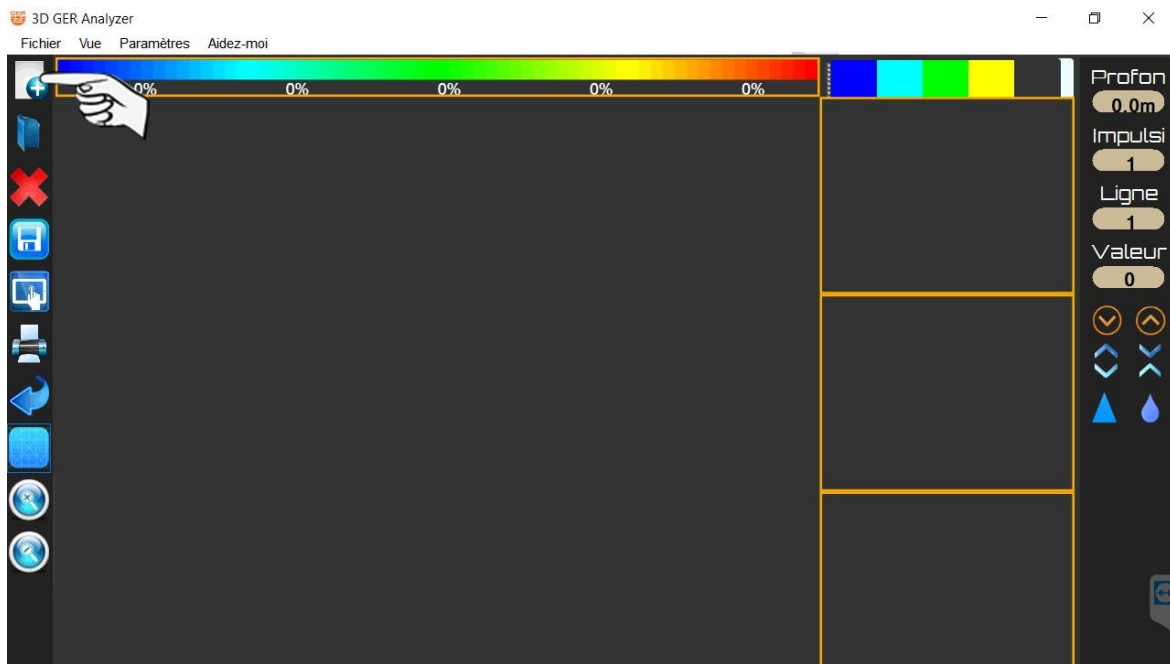 3D GER Analyzer
Fichier Vue Paramètres Aidez-moi
0% 0% 0% 0% 0%
Profon
0.0m
Impulsi
1
Ligne
1
Valeur
0